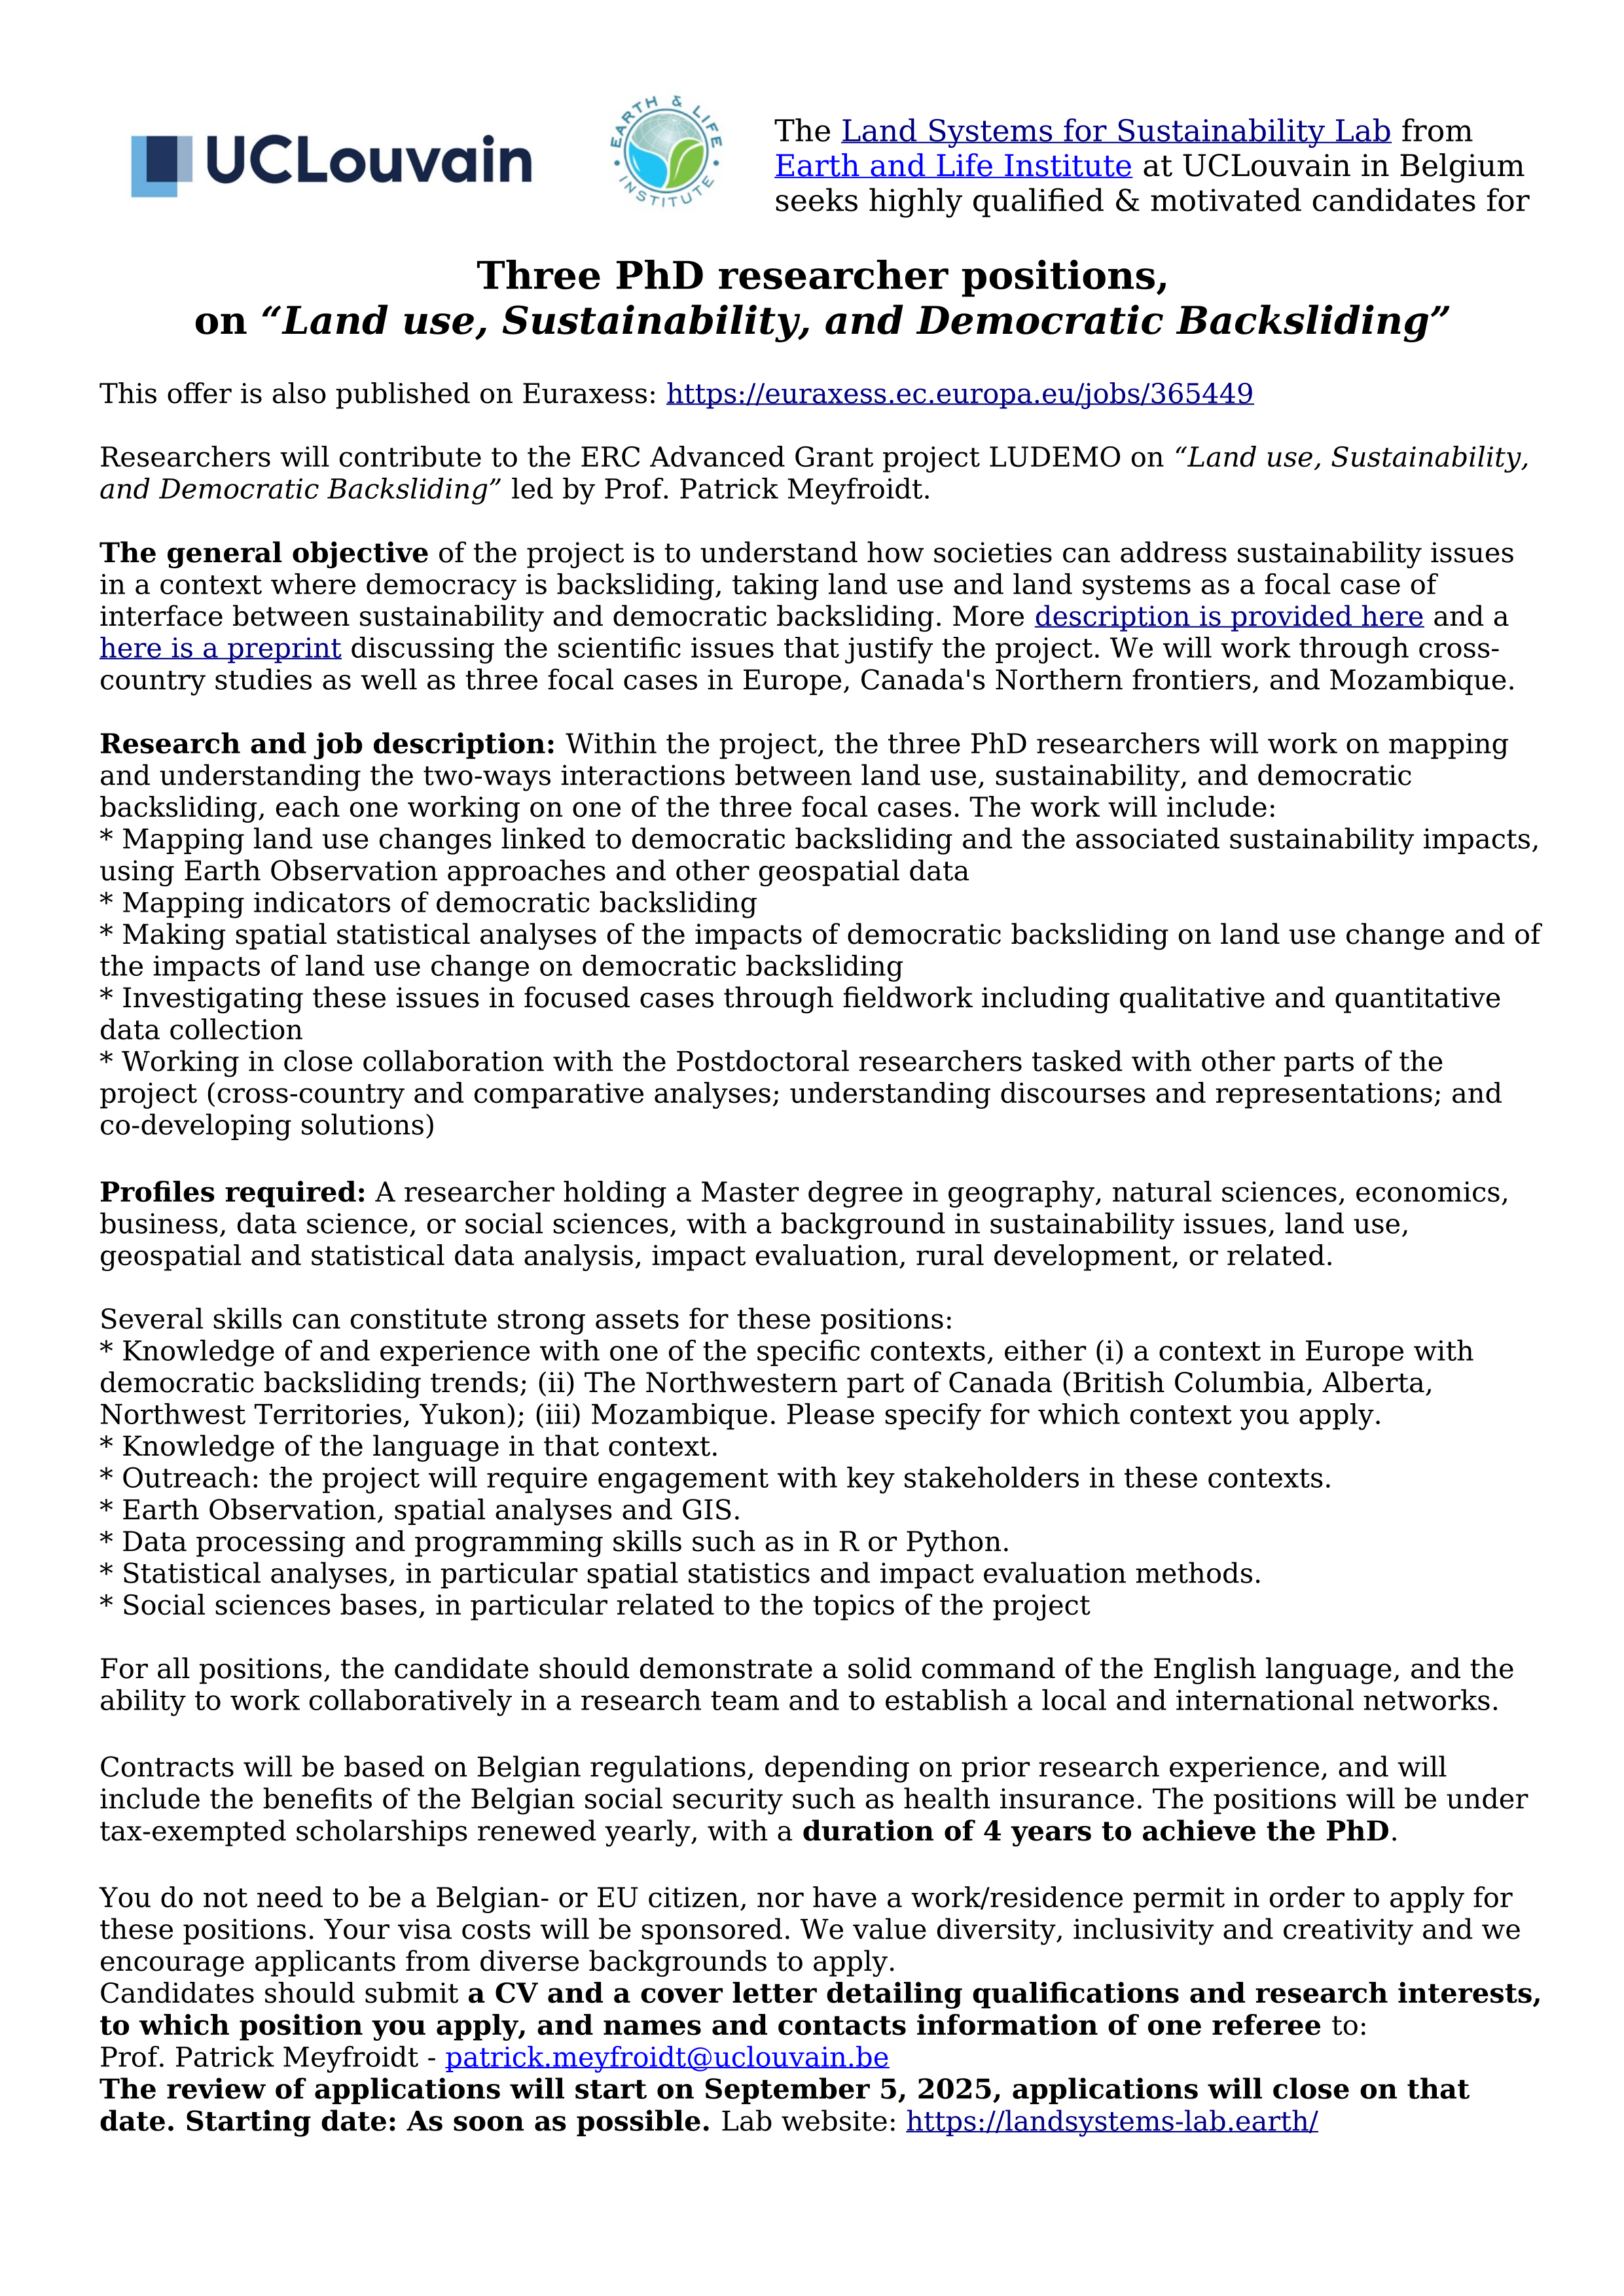 UCLouvain
EARTH & LIFE
INSTITUTE
The Land Systems for Sustainability Lab from
Earth and Life Institute at UCLouvain in Belgium
seeks highly qualified & motivated candidates for
Three PhD researcher positions,
on “Land use, Sustainability, and Democratic Backsliding”
This offer is also published on Euraxess: https://euraxess.ec.europa.eu/jobs/365449
Researchers will contribute to the ERC Advanced Grant project LUDEMO on “Land use, Sustainability,
and Democratic Backsliding” led by Prof. Patrick Meyfroidt.
The general objective of the project is to understand how societies can address sustainability issues
in a context where democracy is backsliding, taking land use and land systems as a focal case of
interface between sustainability and democratic backsliding. More description is provided here and a
here is a preprint discussing the scientific issues that justify the project. We will work through cross-
country studies as well as three focal cases in Europe, Canada's Northern frontiers, and Mozambique.
Research and job description: Within the project, the three PhD researchers will work on mapping
and understanding the two-ways interactions between land use, sustainability, and democratic
backsliding, each one working on one of the three focal cases. The work will include:
* Mapping land use changes linked to democratic backsliding and the associated sustainability impacts,
using Earth Observation approaches and other geospatial data
* Mapping indicators of democratic backsliding
* Making spatial statistical analyses of the impacts of democratic backsliding on land use change and of
the impacts of land use change on democratic backsliding
* Investigating these issues in focused cases through fieldwork including qualitative and quantitative
data collection
* Working in close collaboration with the Postdoctoral researchers tasked with other parts of the
project (cross-country and comparative analyses; understanding discourses and representations; and
co-developing solutions)
Profiles required: A researcher holding a Master degree in geography, natural sciences, economics,
business, data science, or social sciences, with a background in sustainability issues, land use,
geospatial and statistical data analysis, impact evaluation, rural development, or related.
Several skills can constitute strong assets for these positions:
* Knowledge of and experience with one of the specific contexts, either (i) a context in Europe with
democratic backsliding trends; (ii) The Northwestern part of Canada (British Columbia, Alberta,
Northwest Territories, Yukon); (iii) Mozambique. Please specify for which context you apply.
* Knowledge of the language in that context.
* Outreach: the project will require engagement with key stakeholders in these contexts.
* Earth Observation, spatial analyses and GIS.
* Data processing and programming skills such as in R or Python.
* Statistical analyses, in particular spatial statistics and impact evaluation methods.
* Social sciences bases, in particular related to the topics of the project
For all positions, the candidate should demonstrate a solid command of the English language, and the
ability to work collaboratively in a research team and to establish a local and international networks.
Contracts will be based on Belgian regulations, depending on prior research experience, and will
include the benefits of the Belgian social security such as health insurance. The positions will be under
tax-exempted scholarships renewed yearly, with a duration of 4 years to achieve the PhD.
You do not need to be a Belgian- or EU citizen, nor have a work/residence permit in order to apply for
these positions. Your visa costs will be sponsored. We value diversity, inclusivity and creativity and we
encourage applicants from diverse backgrounds to apply.
Candidates should submit a CV and a cover letter detailing qualifications and research interests,
to which position you apply, and names and contacts information of one referee to:
Prof. Patrick Meyfroidt - patrick.meyfroidt@uclouvain.be
The review of applications will start on September 5, 2025, applications will close on that
date. Starting date: As soon as possible. Lab website: https://landsystems-lab.earth/